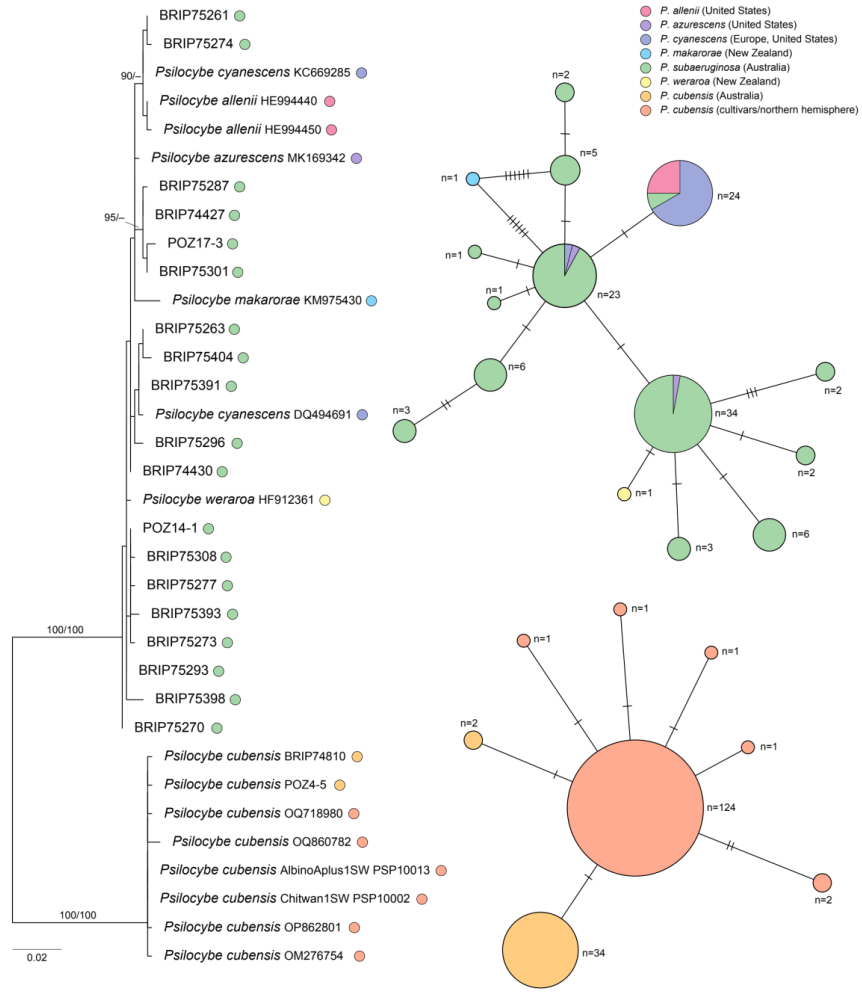 BRIP75261
BRIP75274
90/-
Psilocybe cyanescens KC669285
Psilocybe allenii HE994440
Psilocybe allenii HE994450
Psilocybe azurescens MK169342
BRIP75287
BRIP74427
95/–
POZ17-3
BRIP75301
Psilocybe makarorae KM975430
BRIP75263
BRIP75404
BRIP75391
Psilocybe cyanescens DQ494691
BRIP75296
BRIP74430
Psilocybe weraroa HF912361
POZ14-1
BRIP75308
BRIP75277
BRIP75393
100/100
BRIP75273
BRIP75293
BRIP75398
BRIP75270
Psilocybe cubensis BRIP74810
Psilocybe cubensis POZ4-5
Psilocybe cubensis OQ718980
Psilocybe cubensis OQ860782
Psilocybe cubensis AlbinoAplus1SW PSP10013
Psilocybe cubensis Chitwan1SW PSP10002
100/100
Psilocybe cubensis OP862801
Psilocybe cubensis OM276754
0.02
P. allenii (United States)
P. azurescens (United States)
P. cyanescens (Europe, United States)
P. makarorae (New Zealand)
P. subaeruginosa (Australia)
P. weraroa (New Zealand)
P. cubensis (Australia)
P. cubensis (cultivars/northern hemisphere)
n=2
n=5
n=1
n=24
n=1
n=1
n=23
n=6
n=3
n=2
n=34
n=2
n=1
n=3
n=6
n=1
n=1
n=1
n=2
n=1
n=124
n=2
n=34